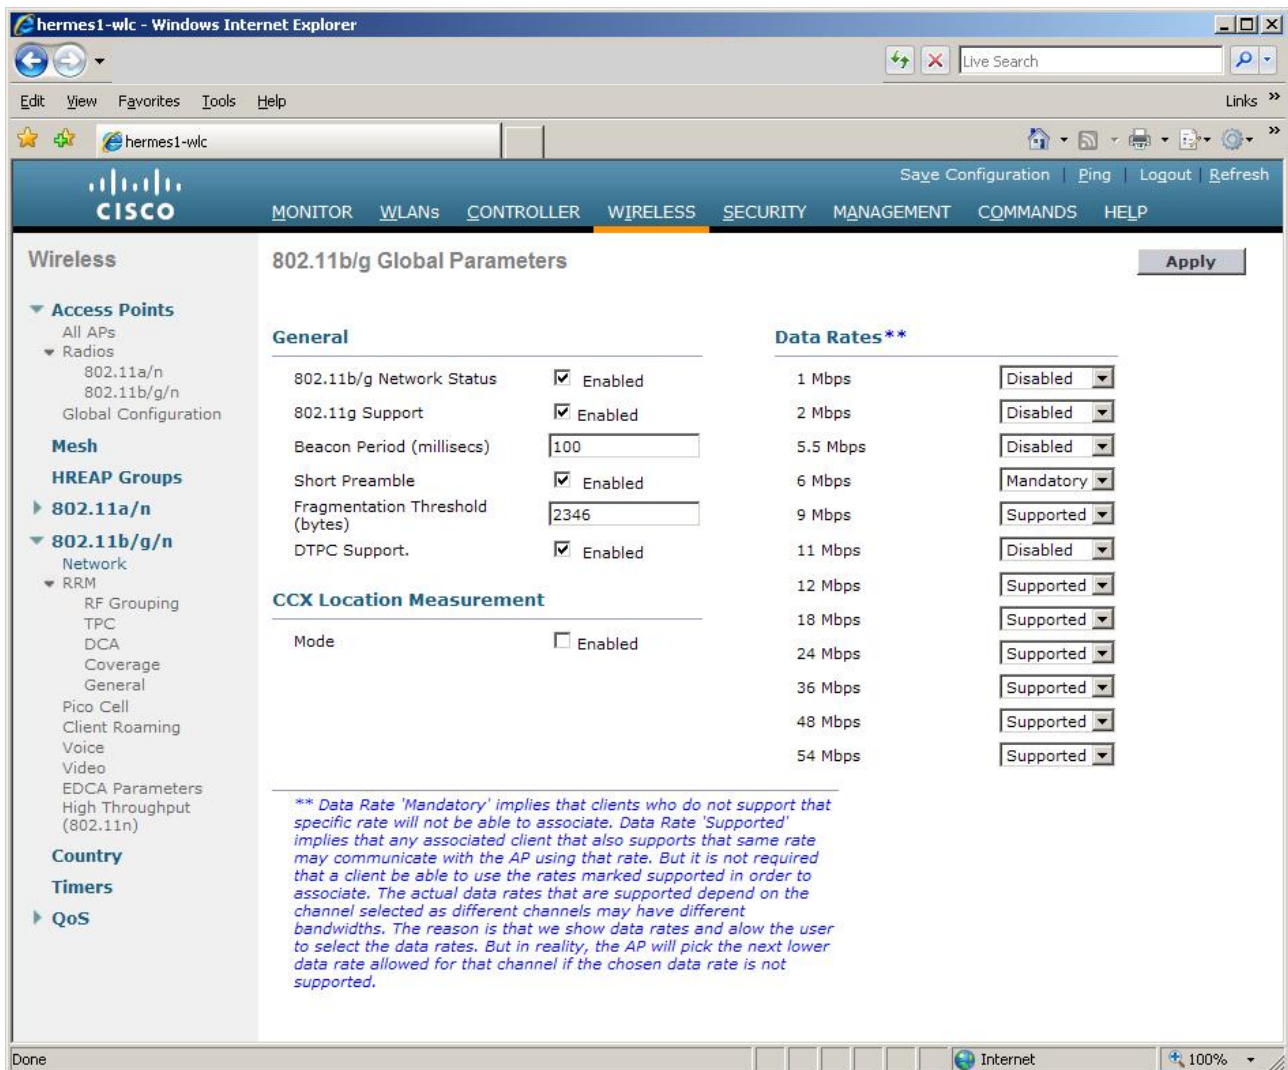 hermes1-wlc - Windows Internet Explorer
Live Search
Edit View Favorites Tools Help Links »
hermes1-wlc »
Save Configuration | Ping | Logout | Refresh
CISCO
MONITOR WLANs CONTROLLER WIRELESS SECURITY MANAGEMENT COMMANDS HELP
Wireless
Access Points
All APs
Radios
802.11a/n
802.11b/g/n
Global Configuration
Mesh
HREAP Groups
802.11a/n
802.11b/g/n
Network
RRM
RF Grouping
TPC
DCA
Coverage
General
Pico Cell
Client Roaming
Voice
Video
EDCA Parameters
High Throughput
(802.11n)
Country
Timers
QoS
802.11b/g Global Parameters
Apply
General
802.11b/g Network Status Enabled
802.11g Support Enabled
Beacon Period (millisecs) 100
Short Preamble Enabled
Fragmentation Threshold
(bytes) 2346
DTPC Support. Enabled
CCX Location Measurement
Mode Enabled
Data Rates**
1 Mbps Disabled
2 Mbps Disabled
5.5 Mbps Disabled
6 Mbps Mandatory
9 Mbps Supported
11 Mbps Disabled
12 Mbps Supported
18 Mbps Supported
24 Mbps Supported
36 Mbps Supported
48 Mbps Supported
54 Mbps Supported
** Data Rate 'Mandatory' implies that clients who do not support that
specific rate will not be able to associate. Data Rate 'Supported'
implies that any associated client that also supports that same rate
may communicate with the AP using that rate. But it is not required
that a client be able to use the rates marked supported in order to
associate. The actual data rates that are supported depend on the
channel selected as different channels may have different
bandwidths. The reason is that we show data rates and alow the user
to select the data rates. But in reality, the AP will pick the next lower
data rate allowed for that channel if the chosen data rate is not
supported.
Done Internet 100%